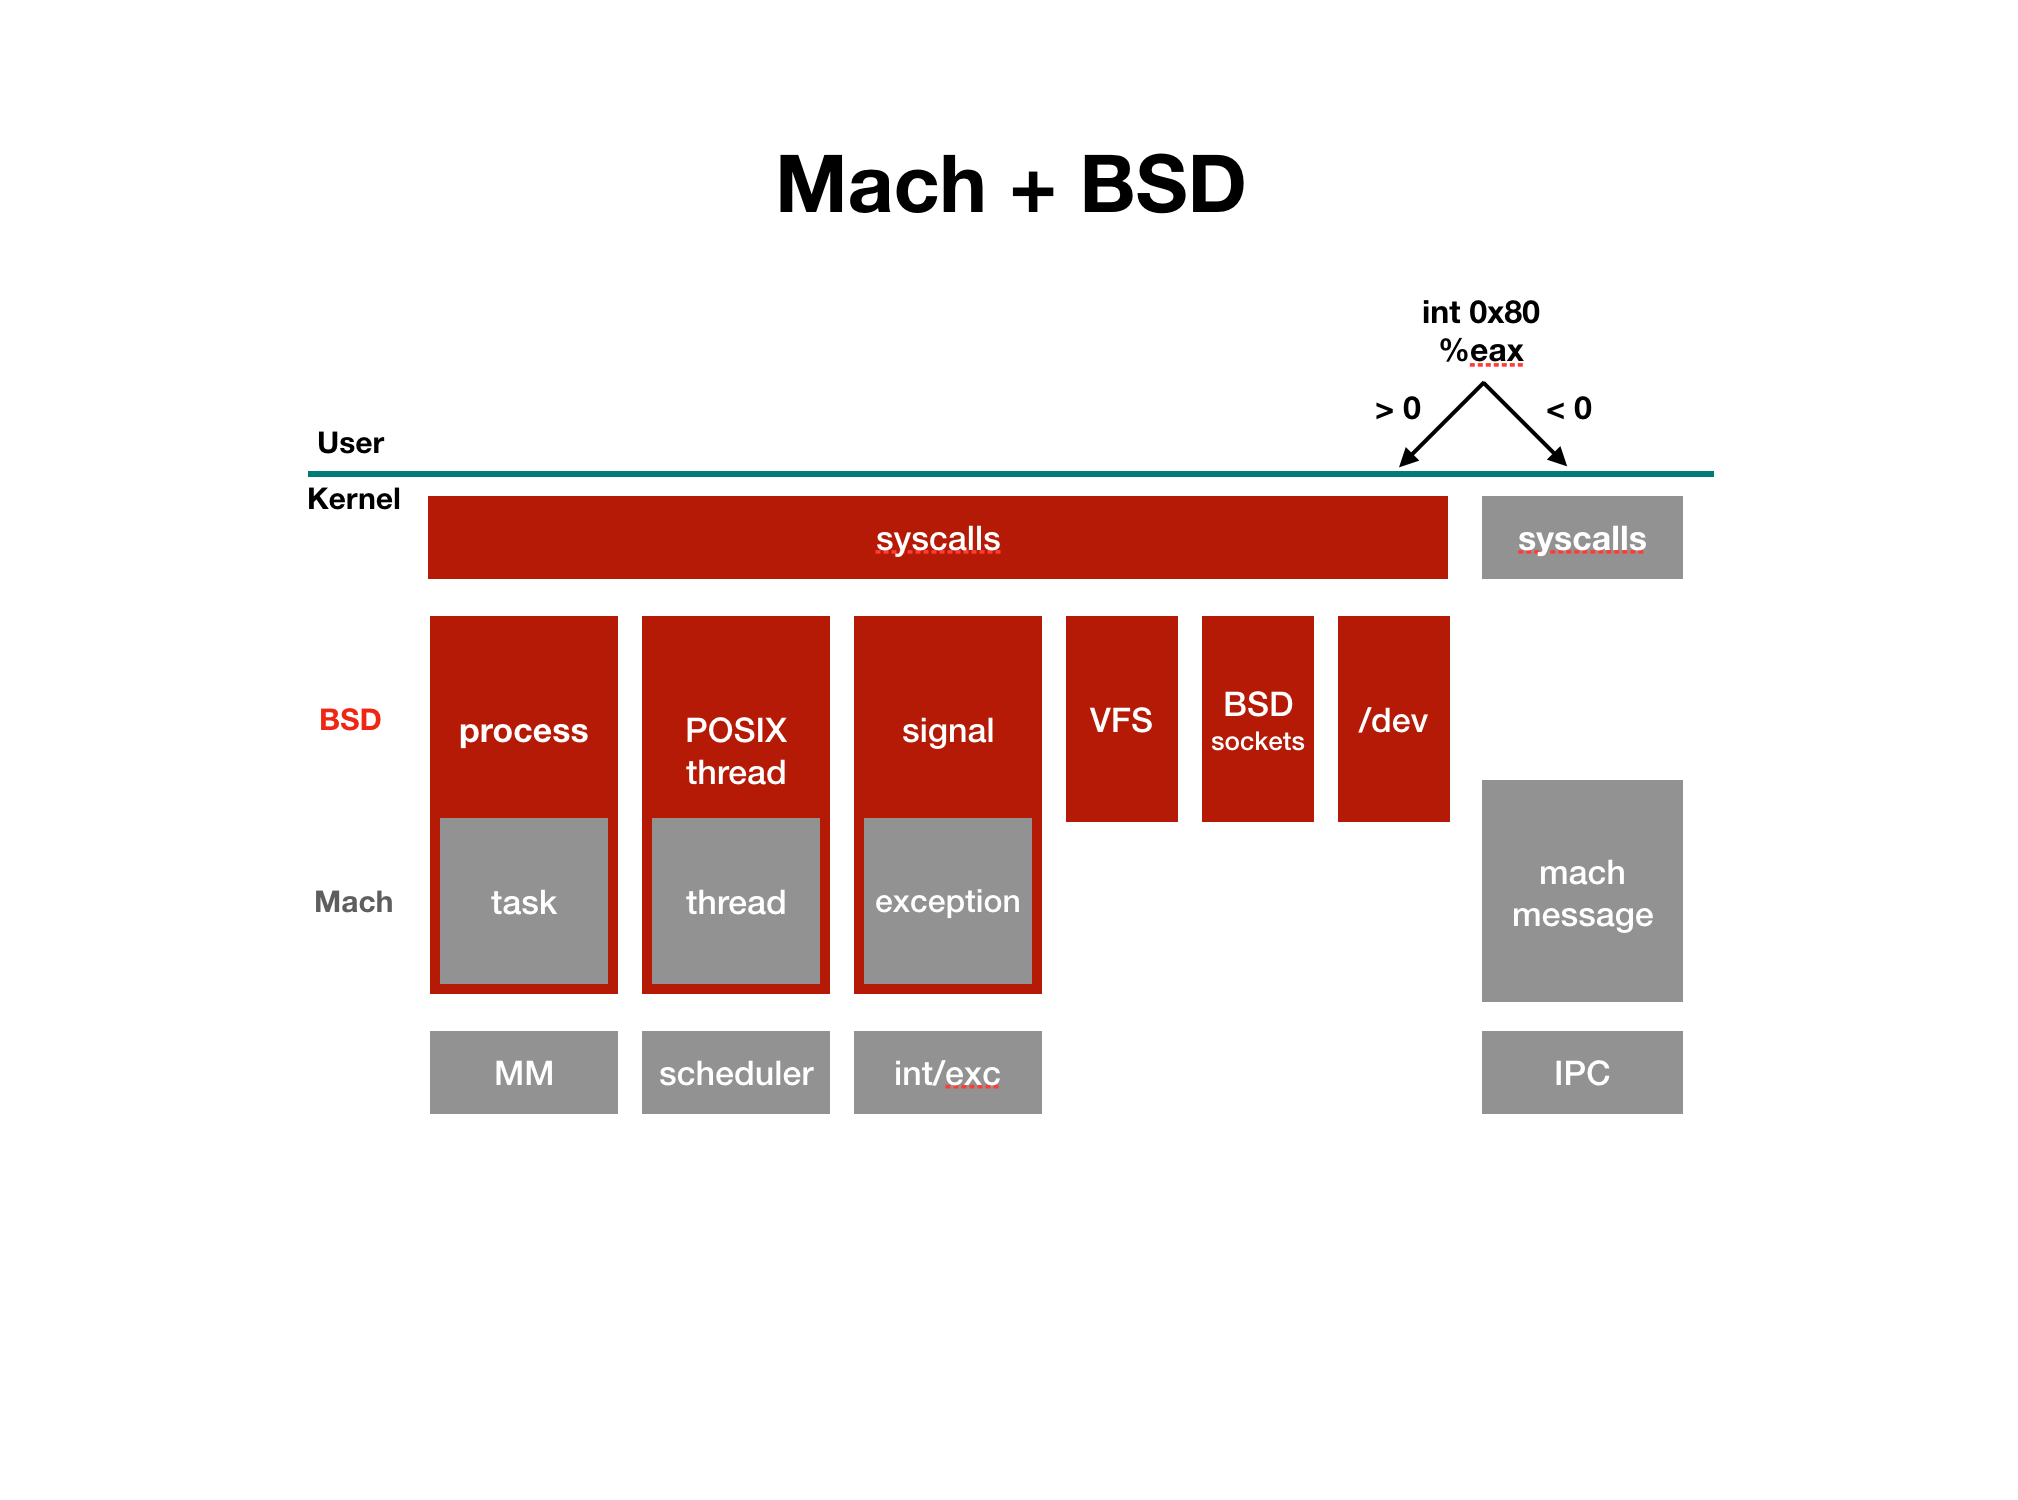 Mach + BSD
int 0x80
%eax
> 0
< 0
User
Kernel
syscalls
syscalls
BSD
process
POSIX
thread
signal
VFS
BSD
sockets
/dev
Mach
task
thread
exception
mach
message
MM
scheduler
int/exc
IPC